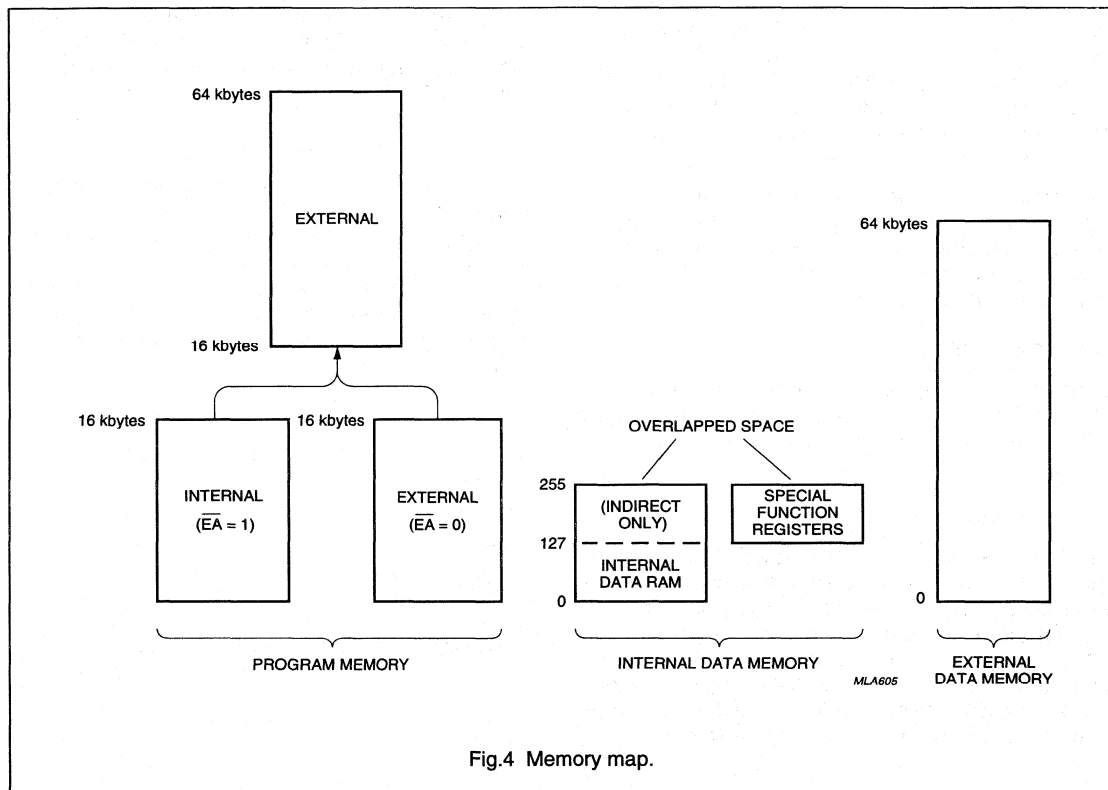 64 kbytes
EXTERNAL
16 kbytes
16 kbytes
INTERNAL
(E̅A̅ = 1)
16 kbytes
EXTERNAL
(E̅A̅ = 0)
PROGRAM MEMORY
OVERLAPPED SPACE
255
(INDIRECT
ONLY)
127
INTERNAL
DATA RAM
0
SPECIAL
FUNCTION
REGISTERS
INTERNAL DATA MEMORY
64 kbytes
0
EXTERNAL
DATA MEMORY
MLA605
Fig.4 Memory map.